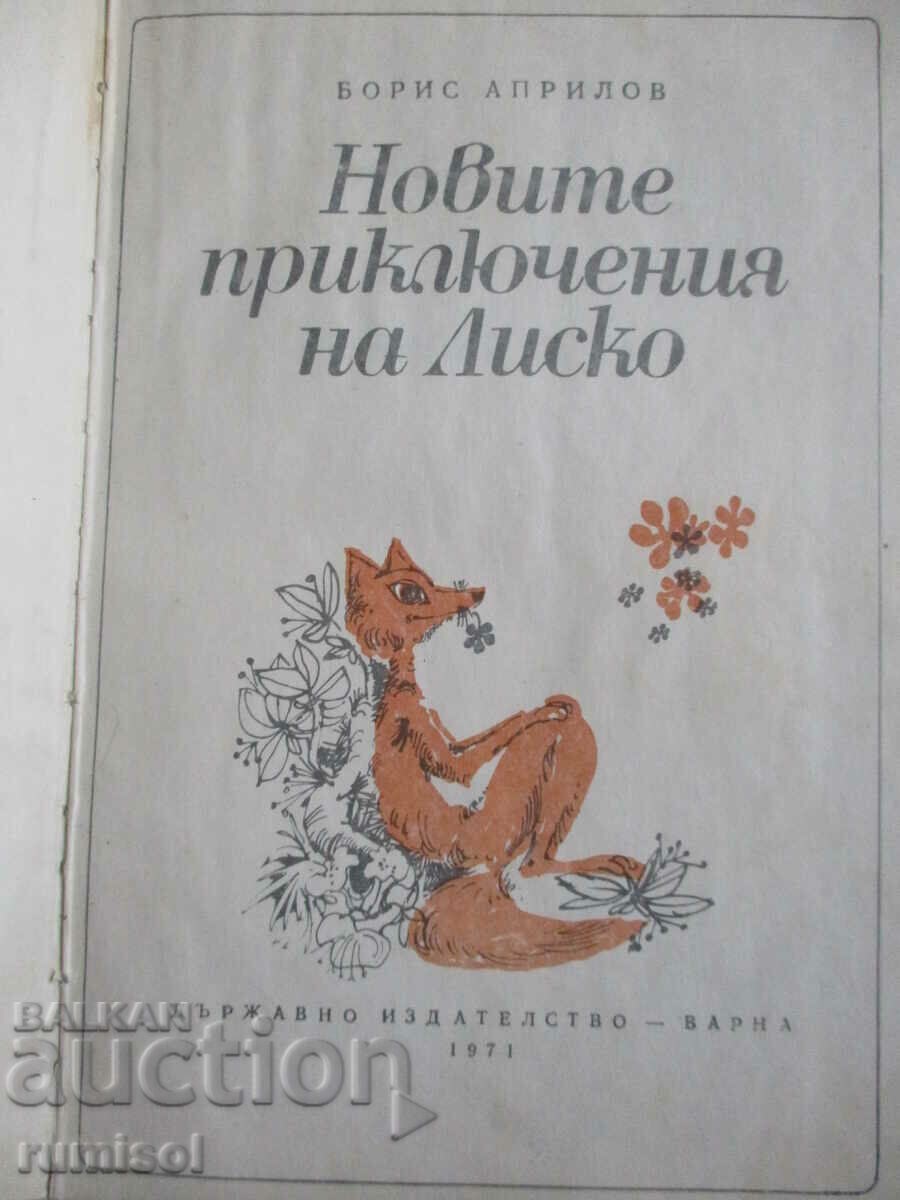 БОРИС АПРИЛОВ
Новите
приключения
на Лиско
ДЪРЖАВНО ИЗДАТЕЛСТВО — ВАРНА
1971
BALKAN
auction
rumisol